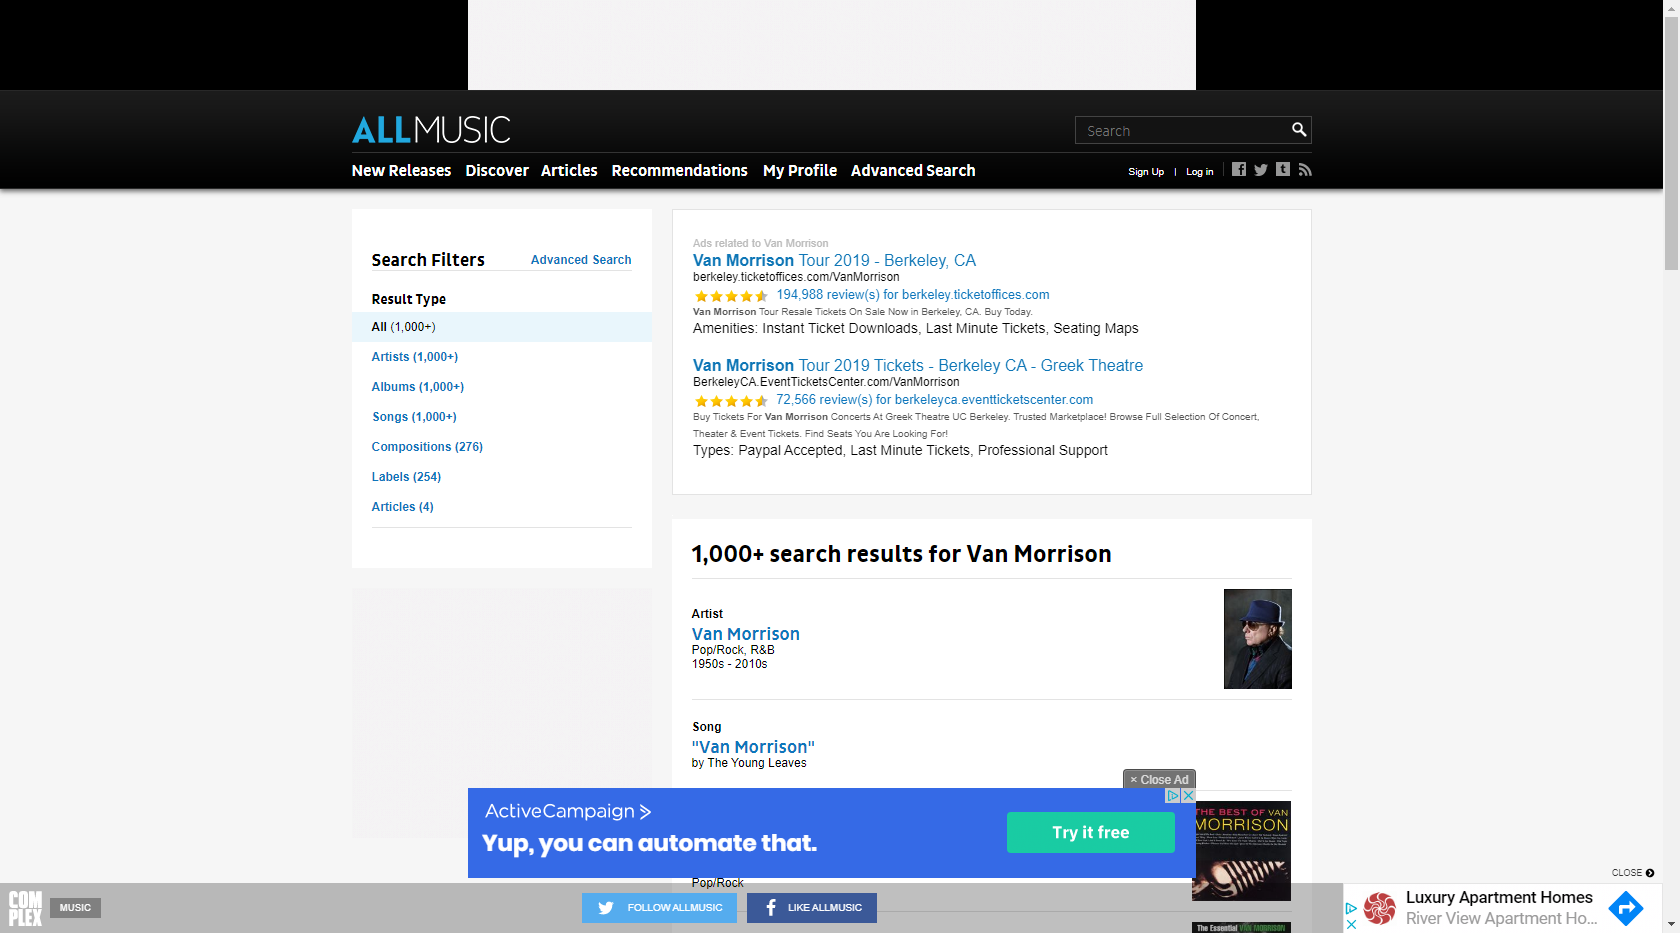 ALLMUSIC
Search
New Releases Discover Articles Recommendations My Profile Advanced Search
Sign Up | Log in
Search Filters
Advanced Search
Result Type
All (1,000+)
Artists (1,000+)
Albums (1,000+)
Songs (1,000+)
Compositions (276)
Labels (254)
Articles (4)
Ads related to Van Morrison
Van Morrison Tour 2019 - Berkeley, CA
berkeley.ticketoffices.com/VanMorrison
194,988 review(s) for berkeley.ticketoffices.com
Van Morrison Tour Resale Tickets On Sale Now in Berkeley, CA. Buy Today.
Amenities: Instant Ticket Downloads, Last Minute Tickets, Seating Maps
Van Morrison Tour 2019 Tickets - Berkeley CA - Greek Theatre
BerkeleyCA.EventTicketsCenter.com/VanMorrison
72,566 review(s) for berkeleyca.eventticketscenter.com
Buy Tickets For Van Morrison Concerts At Greek Theatre UC Berkeley. Trusted Marketplace! Browse Full Selection Of Concert,
Theater & Event Tickets. Find Seats You Are Looking For!
Types: Paypal Accepted, Last Minute Tickets, Professional Support
1,000+ search results for Van Morrison
Artist
Van Morrison
Pop/Rock, R&B
1950s - 2010s
Song
"Van Morrison"
by The Young Leaves
× Close Ad
ActiveCampaign >
Yup, you can automate that.
Try it free
THE BEST OF VAN
MORRISON
Pop/Rock
CLOSE
COMPLEX
MUSIC
FOLLOW ALLMUSIC
LIKE ALLMUSIC
The Essential VAN MORRISON
Luxury Apartment Homes
River View Apartment Ho...